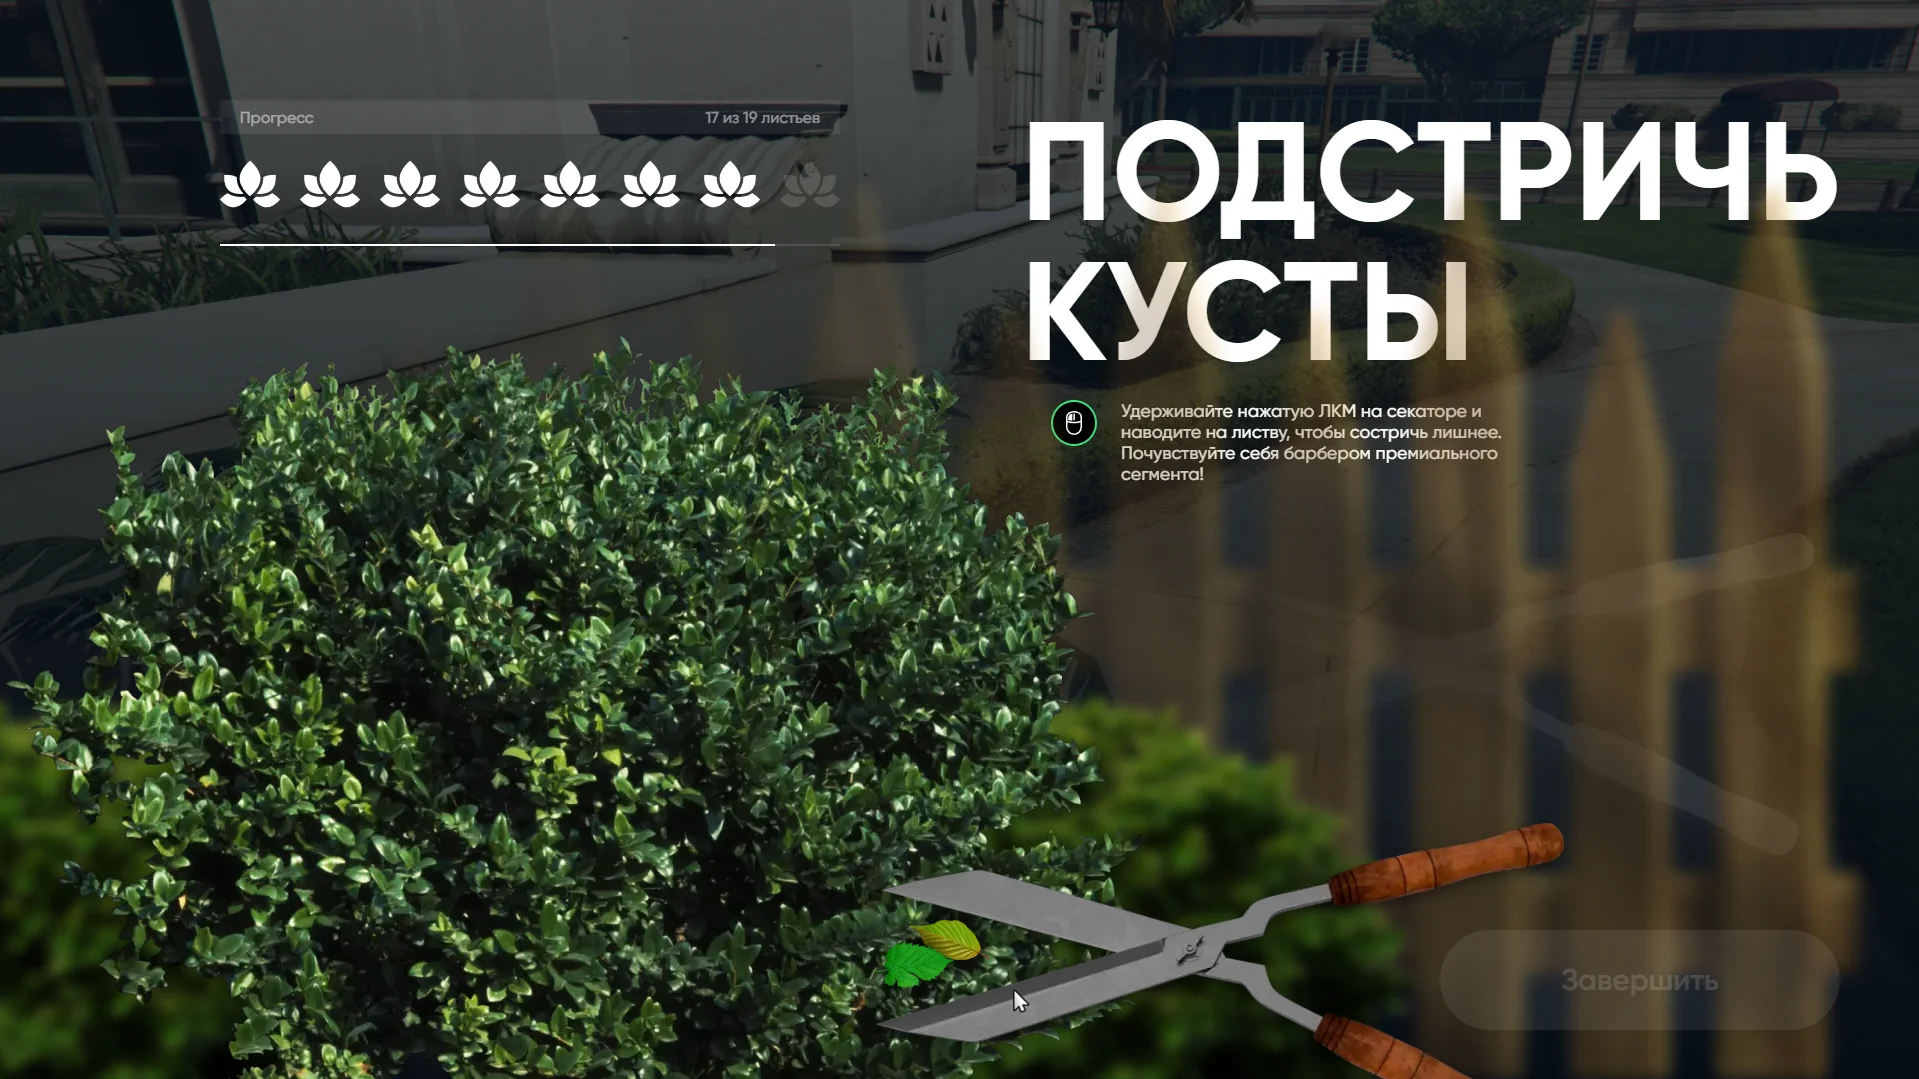 Прогресс
17 из 19 листьев
ПОДСТРИЧЬ
КУСТЫ
Удерживайте нажатую ЛКМ на секаторе и
наводите на листву, чтобы состричь лишнее.
Почувствуйте себя барбером премиального
сегмента!
Завершить